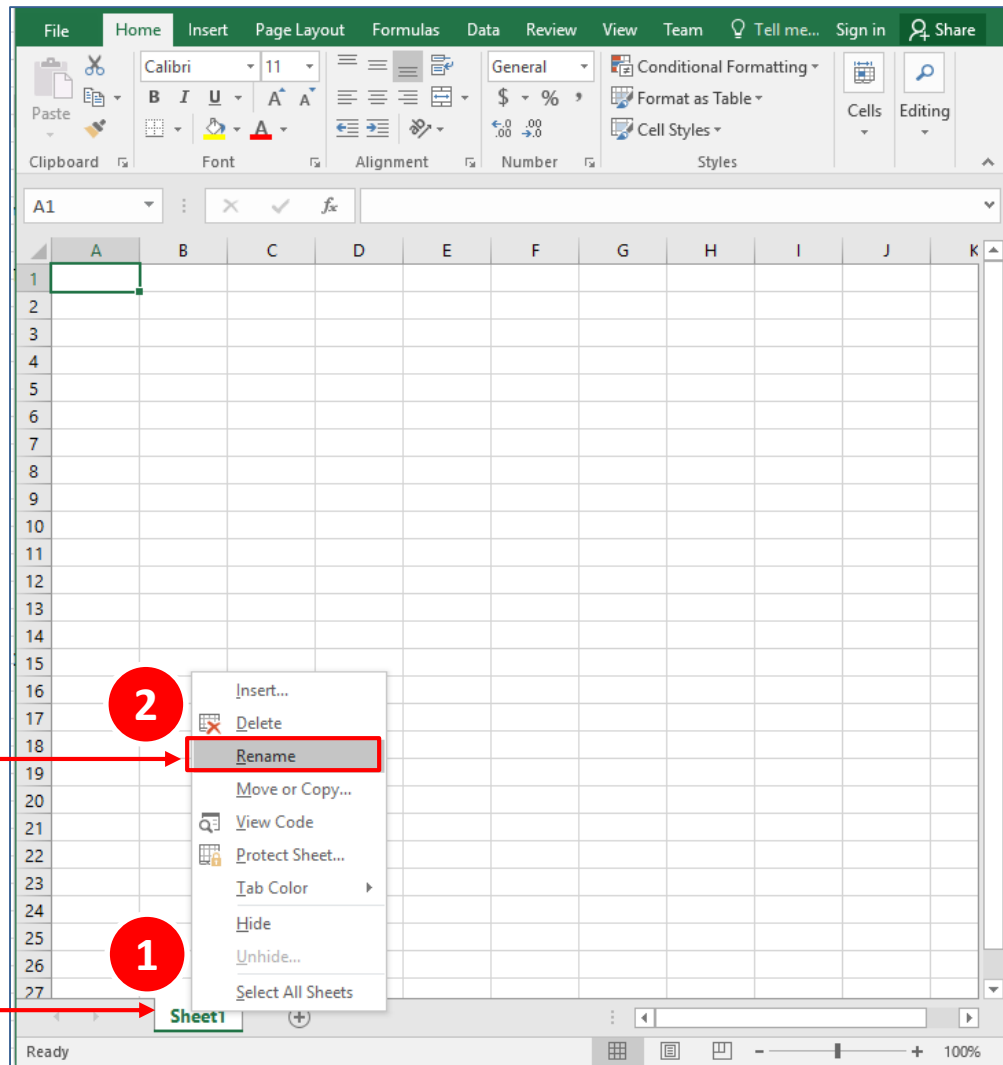 File Home Insert Page Layout Formulas Data Review View Team Tell me... Sign in Share
Calibri 11 General Conditional Formatting
B I U A A $ % , Format as Table
Paste Cells Editing
A .0 .00 .00 .0 Cell Styles
Clipboard Font Alignment Number Styles
A1 fx
A B C D E F G H I J K
1
2
3
4
5
6
7
8
9
10
11
12
13
14
15
16 Insert...
2
17 Delete
18 Rename
19
20 Move or Copy...
21 View Code
22 Protect Sheet...
23 Tab Color
24 Hide
25
1
26 Unhide...
27 Select All Sheets
Sheet1
Ready 100%